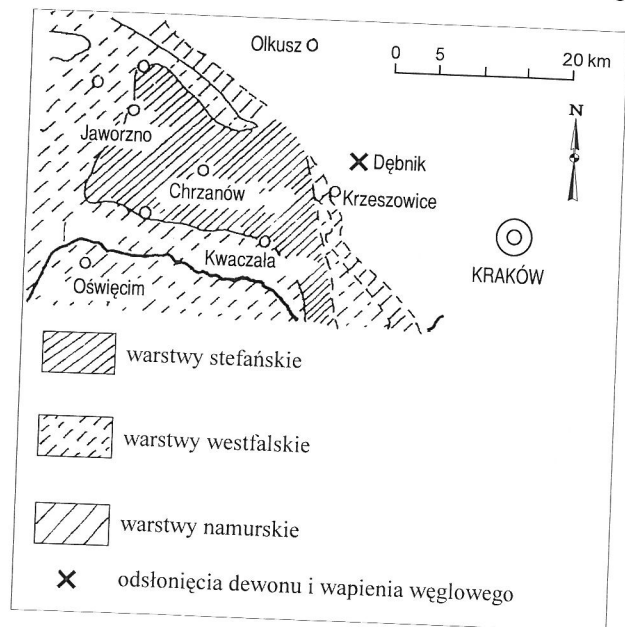 Olkusz
0 5 20 km
N
Jaworzno
Dębnik
Chrzanów
Krzeszowice
Kwaczała
KRAKÓW
Oświęcim
warstwy stefańskie
warstwy westfalskie
warstwy namurskie
odsłonięcia dewonu i wapienia węglowego